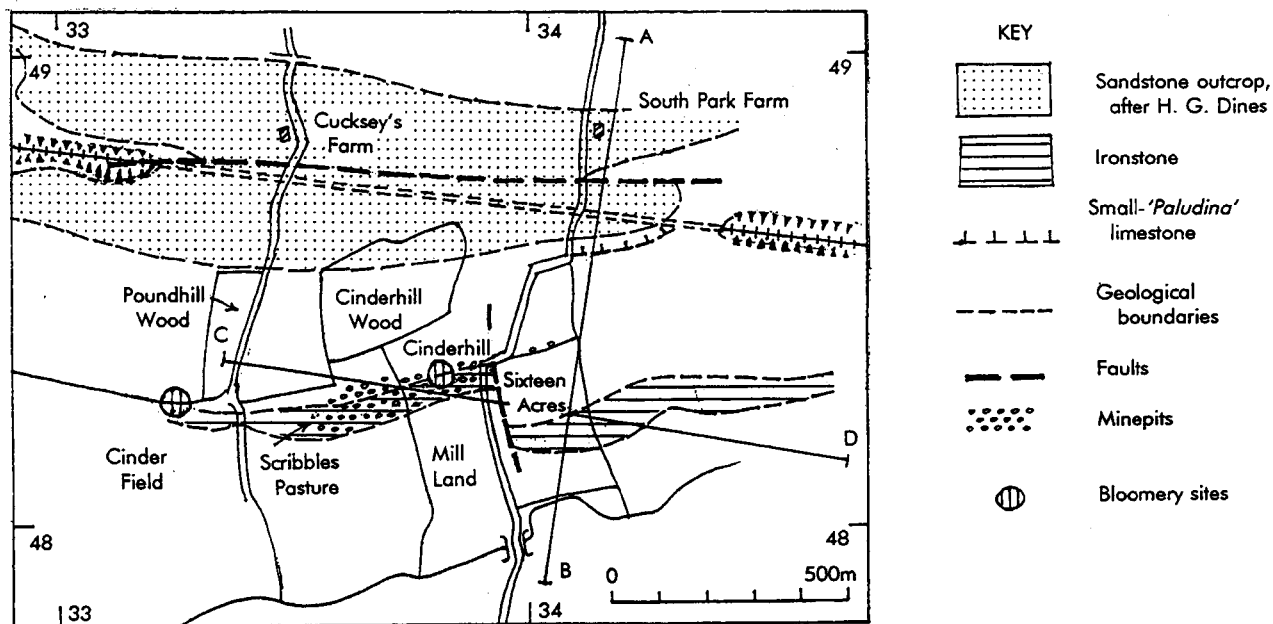 33
34
A
49
49
South Park Farm
Cucksey's
Farm
Poundhill
Wood
C
Cinderhill
Wood
Cinderhill
Sixteen
Acres
D
Cinder
Field
Scribbles
Pasture
Mill
Land
48
48
B
0
500m
33
34
KEY
Sandstone outcrop,
after H. G. Dines
Ironstone
Small-'Paludina'
limestone
Geological
boundaries
Faults
Minepits
Bloomery sites